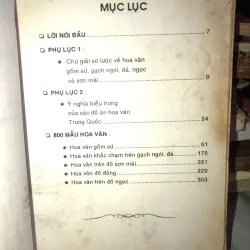 MỤC LỤC
❑ LỜI NÓI ĐẦU 7
❑ PHỤ LỤC 1 :
❖ Chú giải sơ lược về hoa văn
gốm sứ, gạch ngói, đá, ngọc
và sơn mài 9
❑ PHỤ LỤC 2 :
❖ Ý nghĩa biểu trưng
của các đồ án hoa văn
Trung Quốc 24
❑ 800 MẪU HOA VĂN :
• Hoa văn gốm sứ 61
• Hoa văn khắc chạm trên gạch ngói, đá 175
• Hoa văn trên đồ sơn mài 221
• Hoa văn đồ đồng 229
• Hoa văn trên đồ ngọc 353